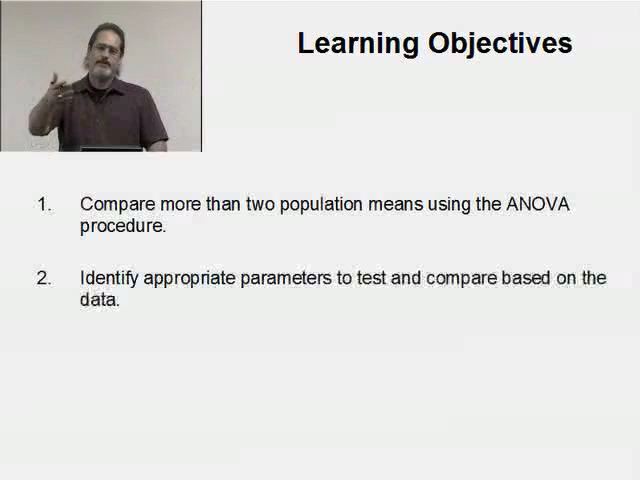 Learning Objectives
1. Compare more than two population means using the ANOVA
procedure.
2. Identify appropriate parameters to test and compare based on the
data.